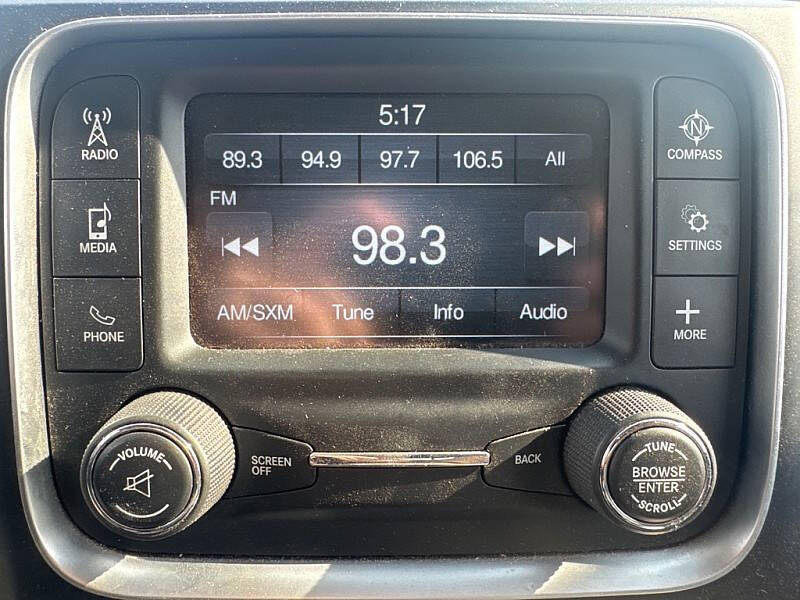 5:17
89.3 94.9 97.7 106.5 All
FM
98.3
AM/SXM Tune Info Audio
RADIO
MEDIA
PHONE
N
COMPASS
SETTINGS
MORE
VOLUME
SCREEN
OFF
BACK
TUNE
BROWSE
ENTER
SCROLL